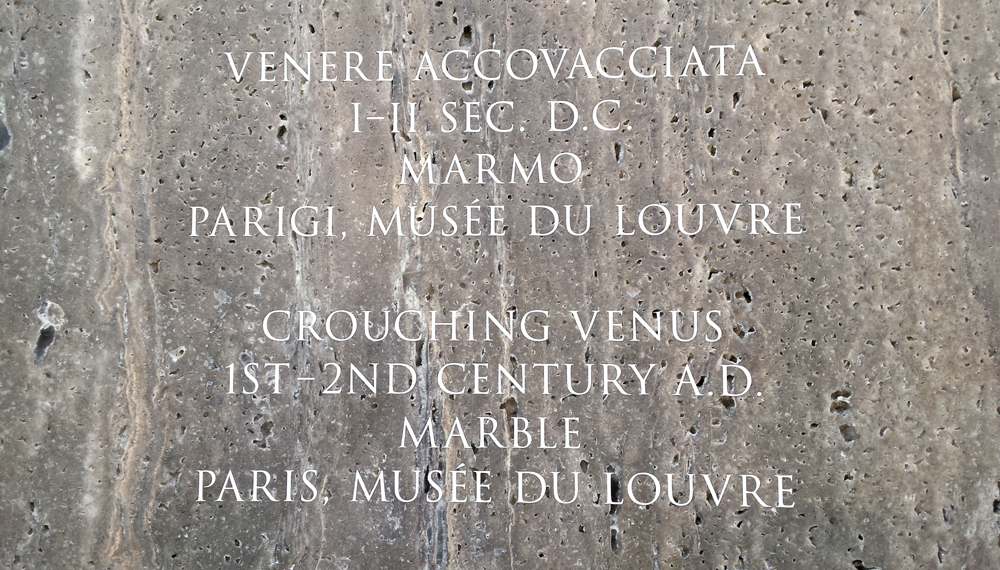 VENERE ACCOVACCIATA
I-II SEC. D.C.
MARMO
PARIGI, MUSÉE DU LOUVRE
CROUCHING VENUS
1ST-2ND CENTURY A.D.
MARBLE
PARIS, MUSÉE DU LOUVRE